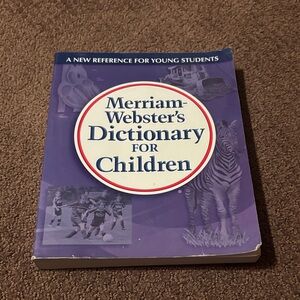 A NEW REFERENCE FOR YOUNG STUDENTS
Merriam-
Webster's
Dictionary
FOR
Children